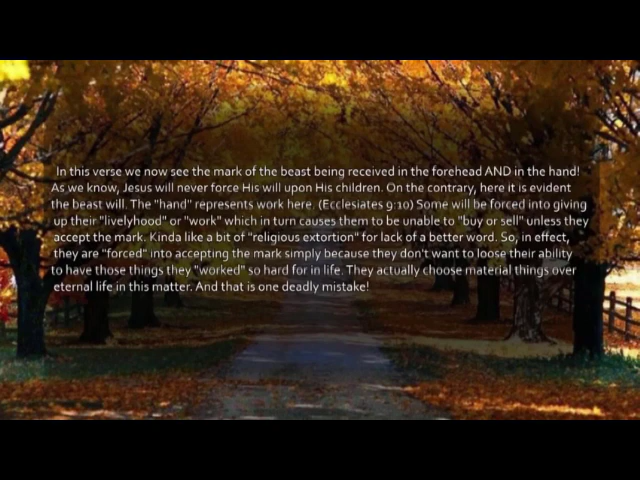 In this verse we now see the mark of the beast being received in the forehead AND in the hand!
As we know, Jesus will never force His will upon His children. On the contrary, here it is evident
the beast will. The "hand" represents work here. (Ecclesiates 9:10) Some will be forced into giving
up their "livelyhood" or "work" which in turn causes them to be unable to "buy or sell" unless they
accept the mark. Kinda like a bit of "religious extortion" for lack of a better word. So, in effect,
they are "forced" into accepting the mark simply because they don't want to loose their ability
to have those things they "worked" so hard for in life. They actually choose material things over
eternal life in this matter. And that is one deadly mistake!